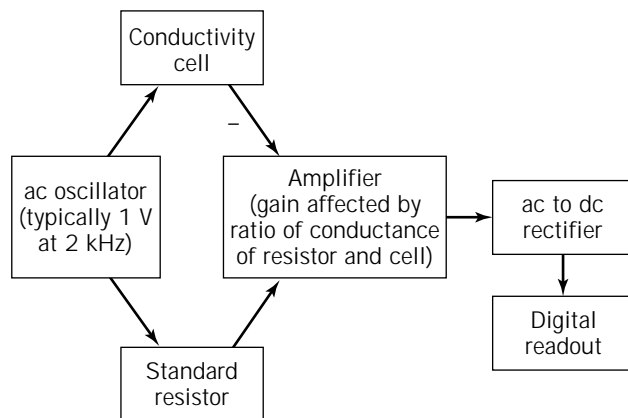 Conductivity
cell
–
ac oscillator
(typically 1 V
at 2 kHz)
Amplifier
(gain affected by
ratio of conductance
of resistor and cell)
ac to dc
rectifier
Digital
readout
Standard
resistor